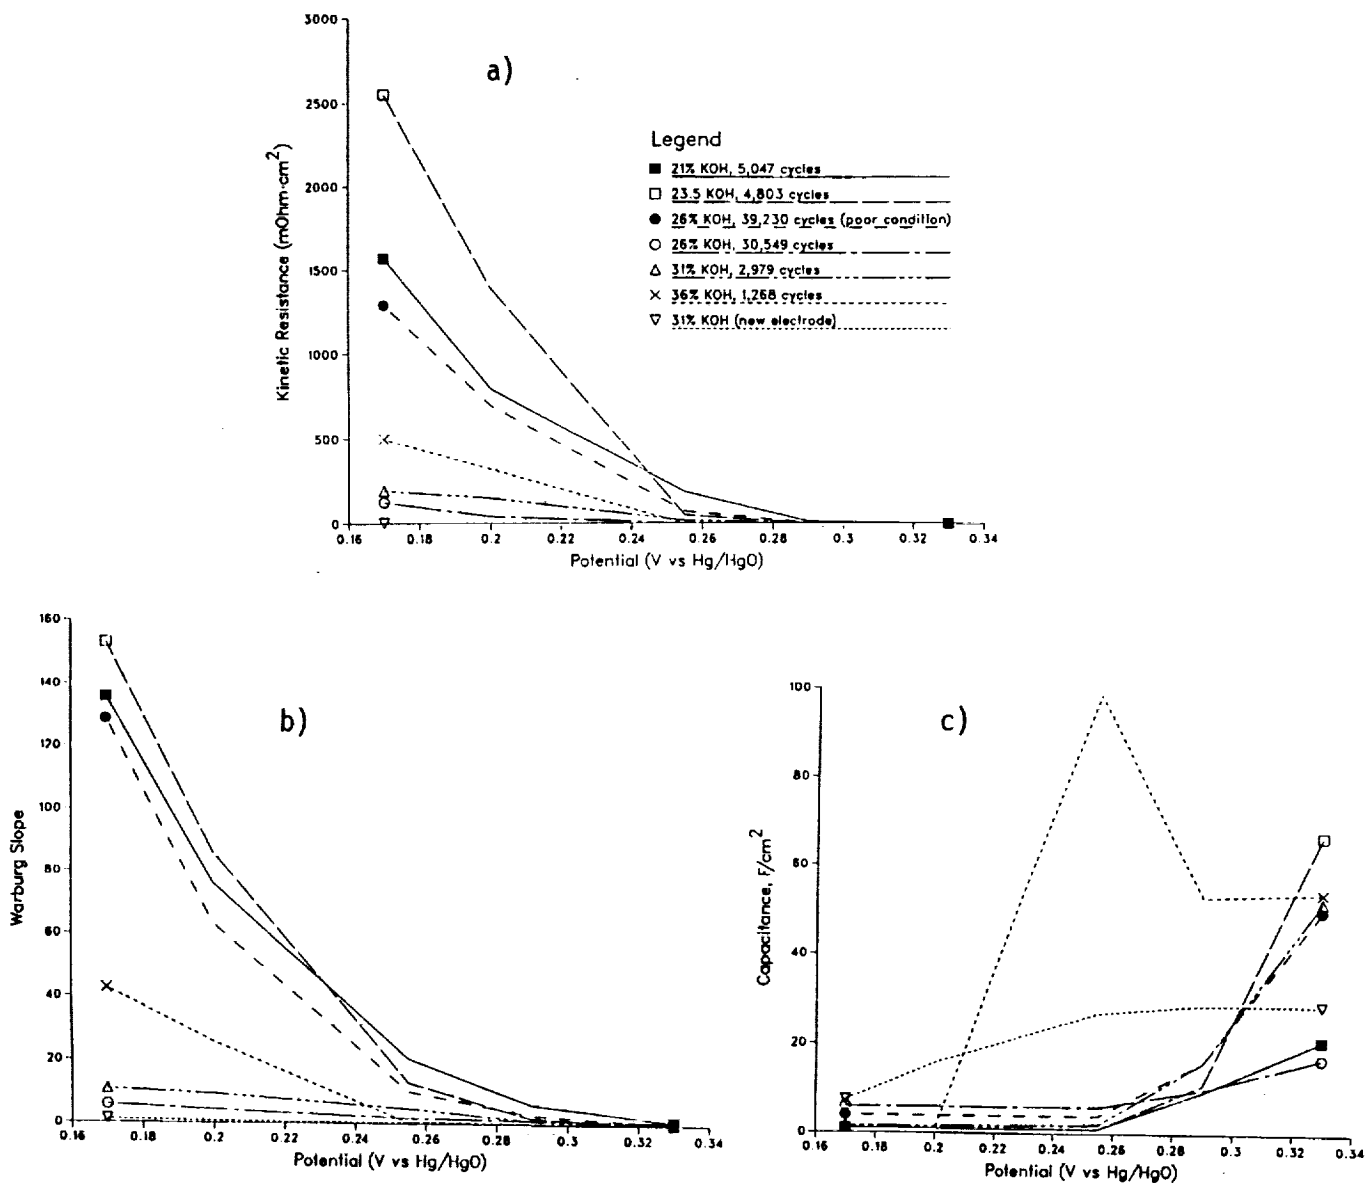 a)
3000
2500
2000
1500
1000
500
0
Kinetic Resistance (mOhm·cm2)
0.16 0.18 0.2 0.22 0.24 0.26 0.28 0.3 0.32 0.34
Potential (V vs Hg/HgO)
Legend
21% KOH, 5,047 cycles
23.5 KOH, 4,803 cycles
26% KOH, 39,230 cycles (poor condition)
26% KOH, 30,549 cycles
31% KOH, 2,979 cycles
36% KOH, 1,268 cycles
31% KOH (new electrode)
b)
160
140
120
100
80
60
40
20
0
Warburg Slope
0.16 0.18 0.2 0.22 0.24 0.26 0.28 0.3 0.32 0.34
Potential (V vs Hg/HgO)
c)
100
80
60
40
20
0
Capacitance, F/cm2
0.16 0.18 0.2 0.22 0.24 0.26 0.28 0.3 0.32 0.34
Potential (V vs Hg/HgO)